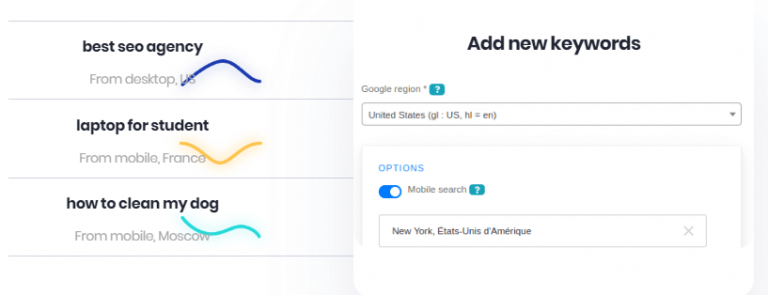 best seo agency
From desktop, US
laptop for student
From mobile, France
how to clean my dog
From mobile, Moscow
Add new keywords
Google region * ?
United States (gl : US, hl = en)
OPTIONS
Mobile search ?
New York, États-Unis d'Amérique